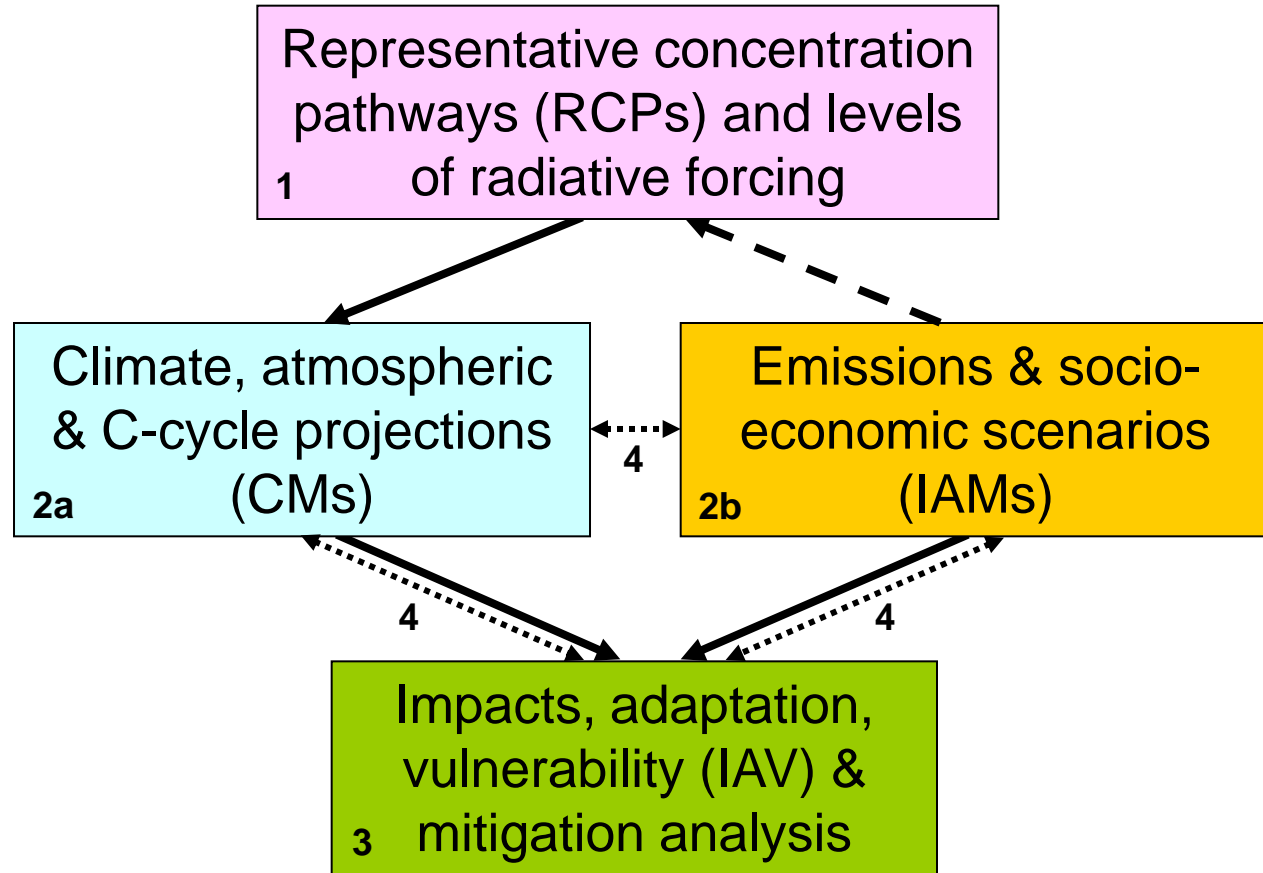 Representative concentration
pathways (RCPs) and levels
of radiative forcing
1
Climate, atmospheric
& C-cycle projections
(CMs)
2a
4
Emissions & socio-
economic scenarios
(IAMs)
2b
4
4
Impacts, adaptation,
vulnerability (IAV) &
mitigation analysis
3